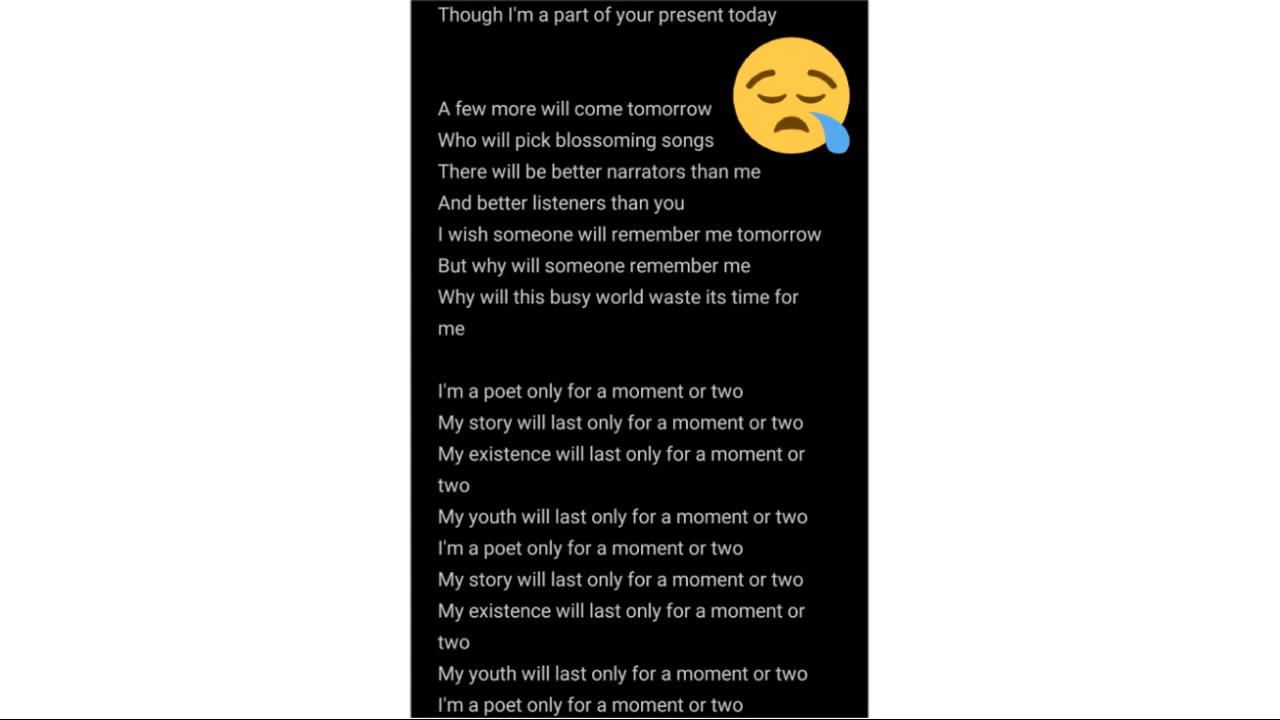 Though I'm a part of your present today
A few more will come tomorrow
Who will pick blossoming songs
There will be better narrators than me
And better listeners than you
I wish someone will remember me tomorrow
But why will someone remember me
Why will this busy world waste its time for
me
I'm a poet only for a moment or two
My story will last only for a moment or two
My existence will last only for a moment or
two
My youth will last only for a moment or two
I'm a poet only for a moment or two
My story will last only for a moment or two
My existence will last only for a moment or
two
My youth will last only for a moment or two
I'm a poet only for a moment or two